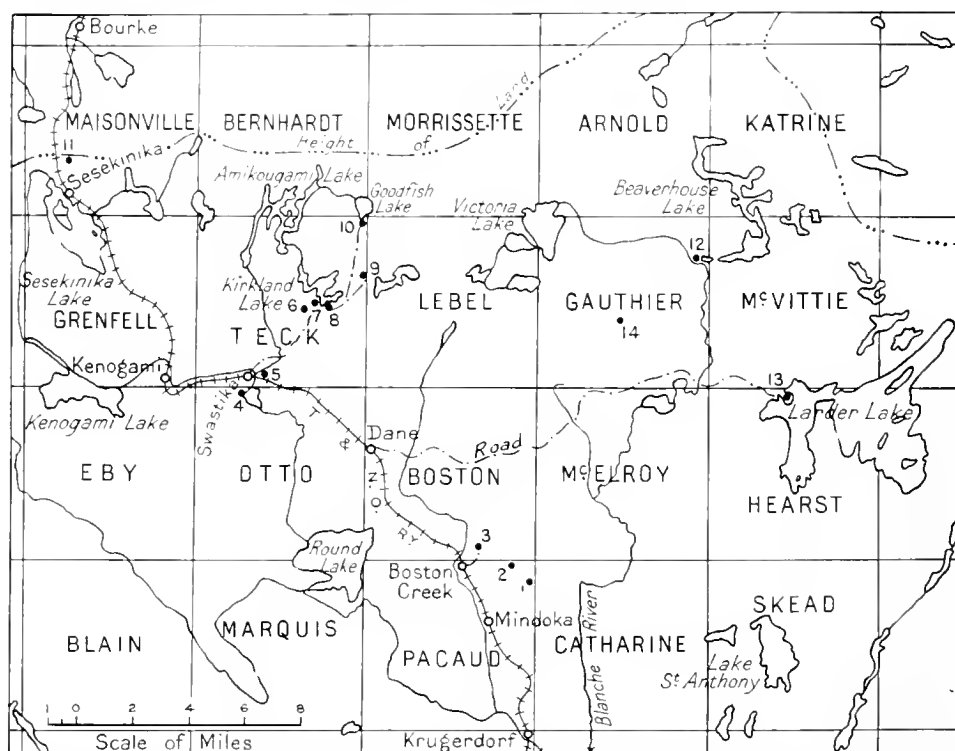 Bourke
MAISONVILLE BERNHARDT MORRISSETTE ARNOLD KATRINE
Height of Land
11
Sesekinika
Amikougami Lake
Goodfish
Lake
10
Victoria
Lake
Beaverhouse
Lake
12
Sesekinika
Lake
GRENFELL
Kirkland
Lake
9
6 7 8
TECK
LEBEL
GAUTHIER
14
McVITTIE
Kenogami
5
4
Swastika
Kenogami Lake
13
Larder Lake
T. & N. O. RY.
Dane
Road
EBY OTTO BOSTON McELROY
HEARST
3
Round
Lake
Boston
Creek
2
1
Mindoka
SKEAD
BLAIN MARQUIS PACAUD CATHARINE
Blanche River
Lake
St. Anthony
1 0 2 4 6 8
Scale of Miles
Krugerdorf